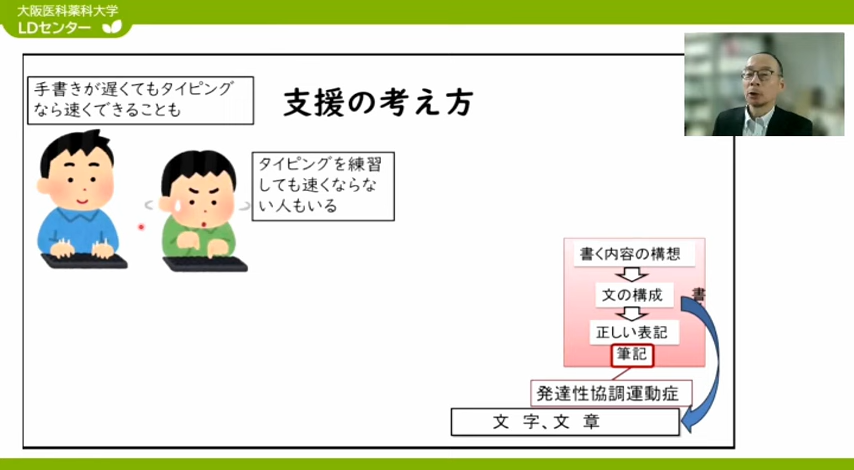 大阪医科薬科大学
LDセンター
手書きが遅くてもタイピング
なら速くできることも
支援の考え方
タイピングを練習
しても速くならな
い人もいる
書く内容の構想
文の構成
書
正しい表記
筆記
発達性協調運動症
文 字、文 章